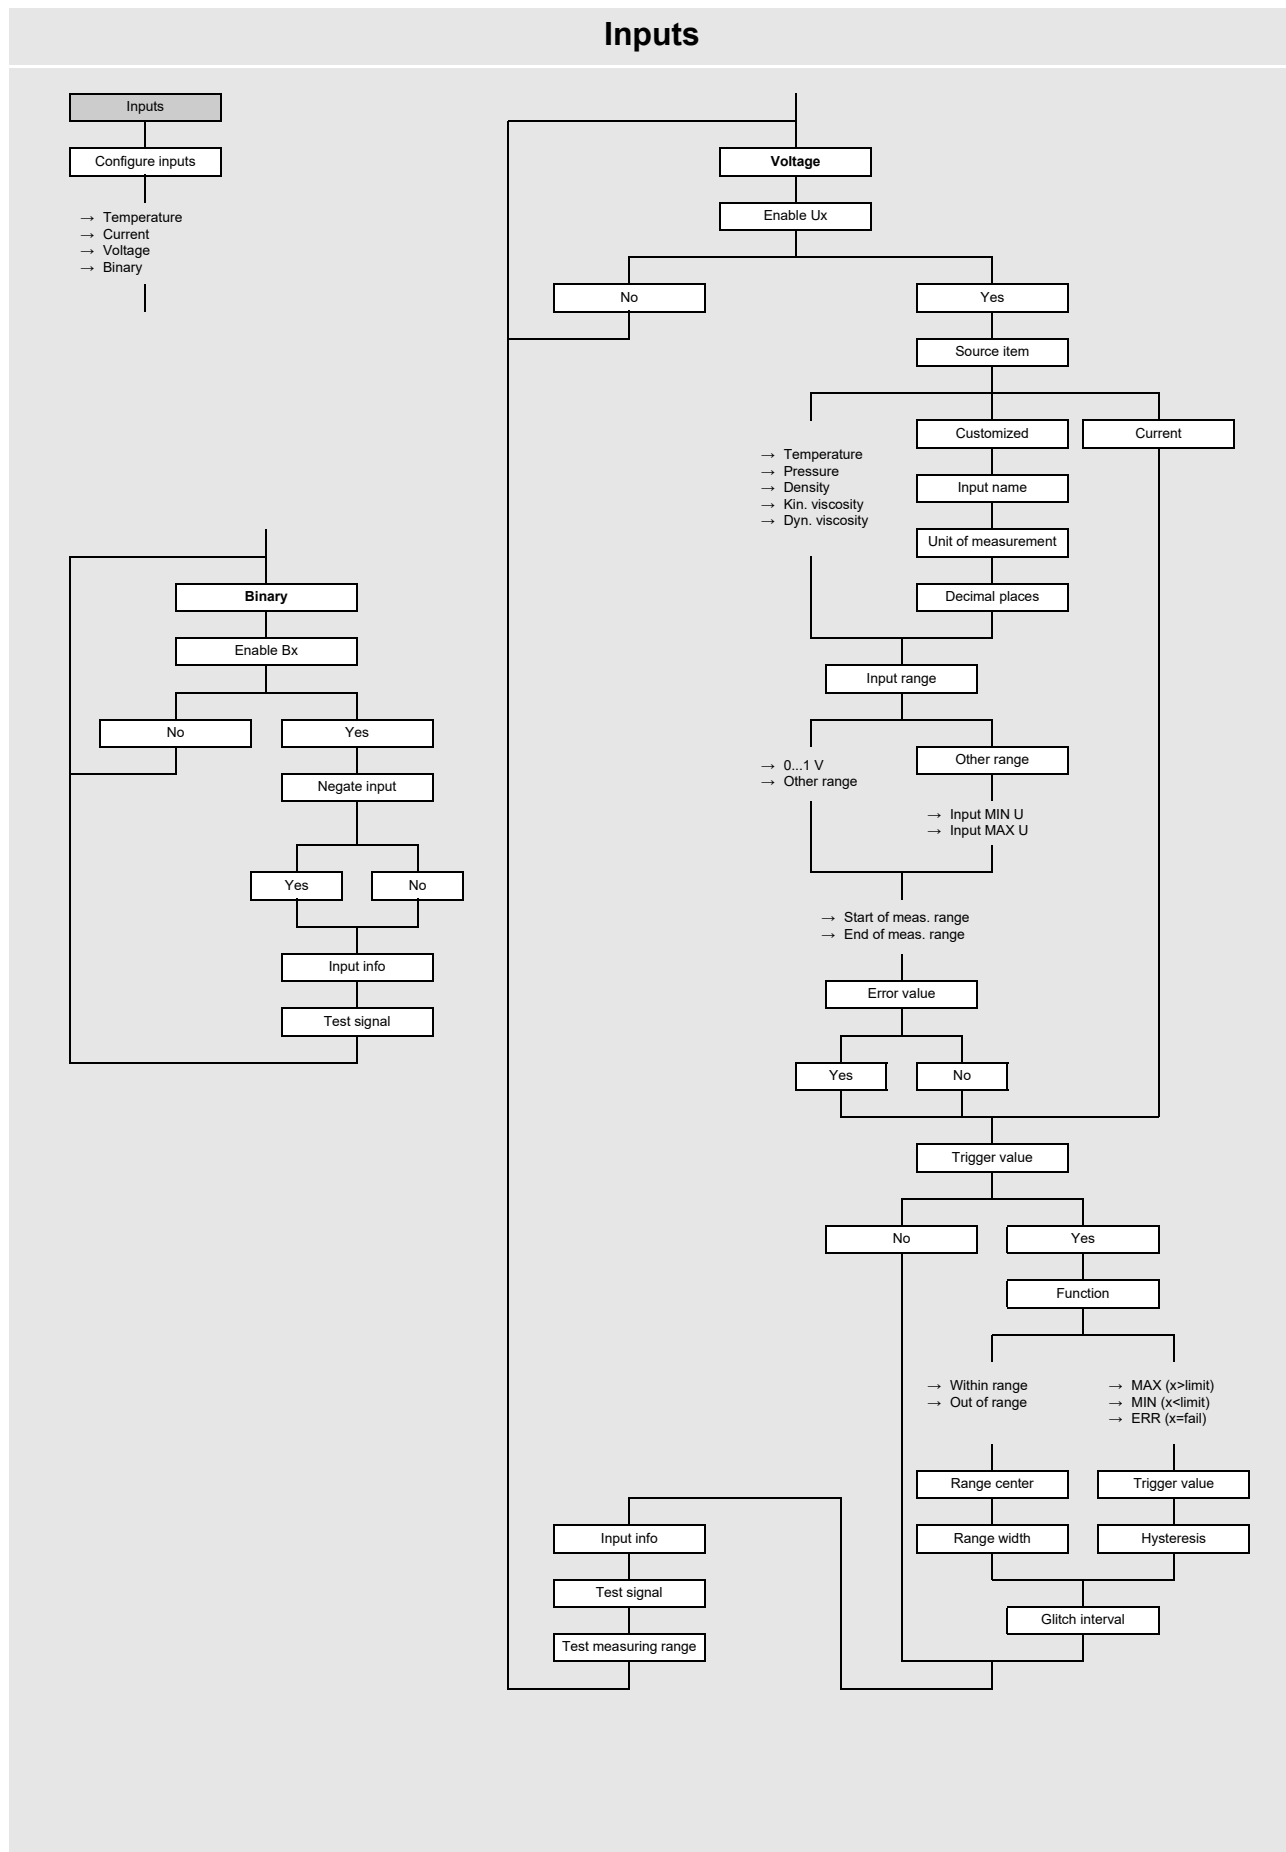 Inputs
Inputs
Configure inputs
→ Temperature
→ Current
→ Voltage
→ Binary
Binary
Enable Bx
No
Yes
Negate input
Yes
No
Input info
Test signal
Voltage
Enable Ux
No
Yes
Source item
Customized
Current
→ Temperature
→ Pressure
→ Density
→ Kin. viscosity
→ Dyn. viscosity
Input name
Unit of measurement
Decimal places
Input range
→ 0...1 V
→ Other range
Other range
→ Input MIN U
→ Input MAX U
→ Start of meas. range
→ End of meas. range
Error value
Yes
No
Trigger value
No
Yes
Function
→ Within range
→ Out of range
→ MAX (x>limit)
→ MIN (x<limit)
→ ERR (x=fail)
Range center
Trigger value
Range width
Hysteresis
Glitch interval
Input info
Test signal
Test measuring range